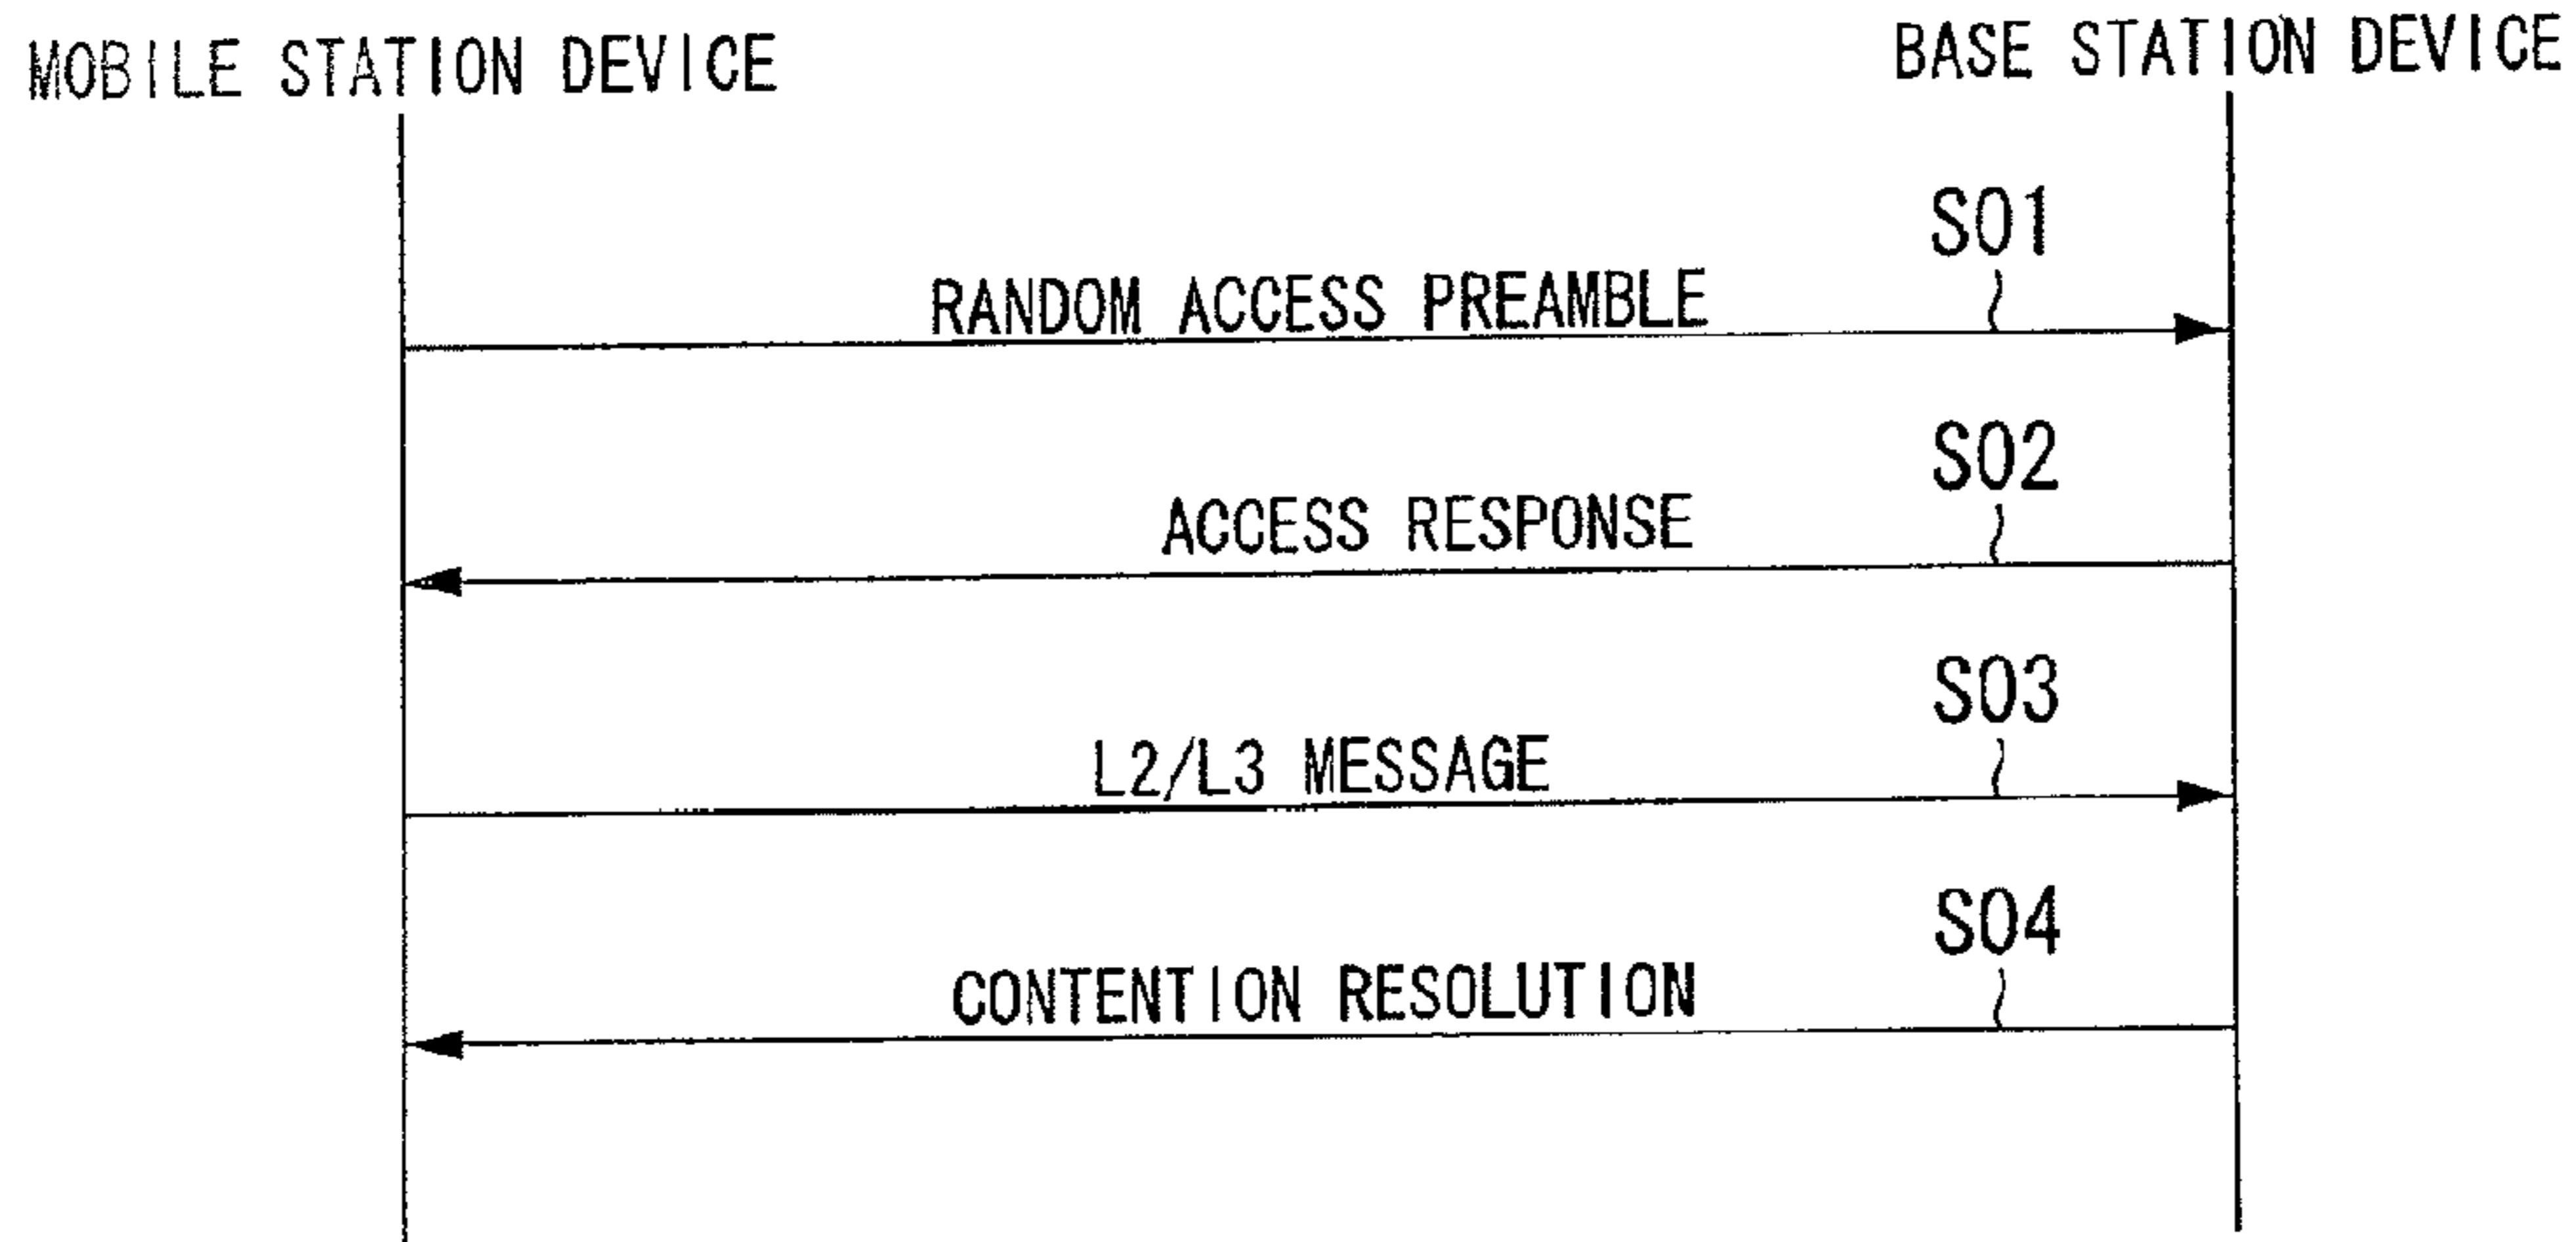 MOBILE STATION DEVICE
BASE STATION DEVICE
S01
RANDOM ACCESS PREAMBLE
S02
ACCESS RESPONSE
S03
L2/L3 MESSAGE
S04
CONTENTION RESOLUTION